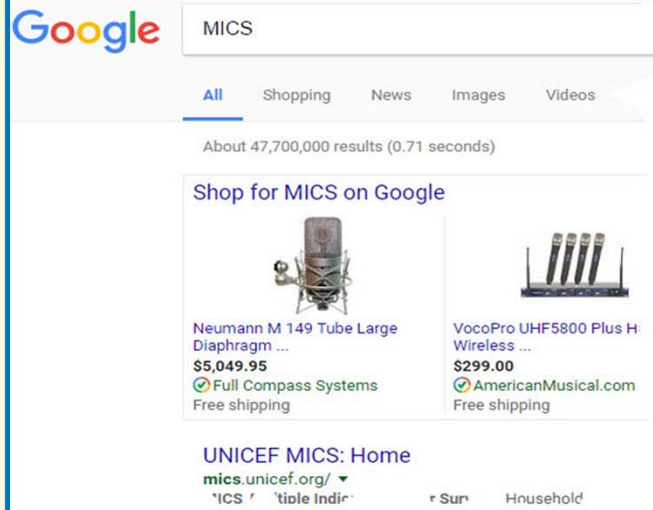 Google
MICS
All Shopping News Images Videos
About 47,700,000 results (0.71 seconds)
Shop for MICS on Google
Neumann M 149 Tube Large
Diaphragm ...
$5,049.95
Full Compass Systems
Free shipping
VocoPro UHF5800 Plus
Wireless ...
$299.00
AmericanMusical.com
Free shipping
UNICEF MICS: Home
mics.unicef.org/
Household